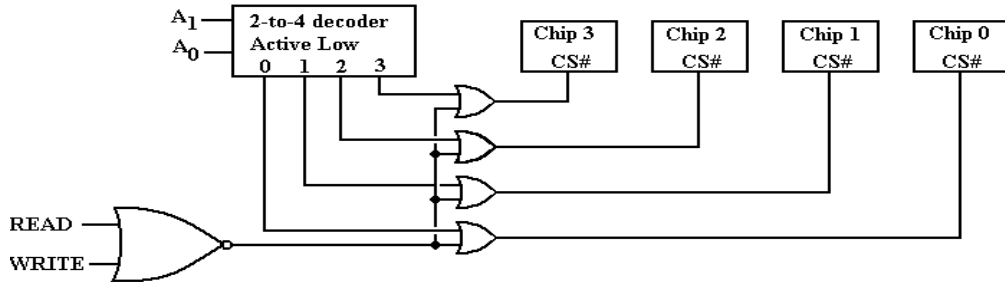 A1
A0
2-to-4 decoder
Active Low
0 1 2 3
Chip 3
CS#
Chip 2
CS#
Chip 1
CS#
Chip 0
CS#
READ
WRITE